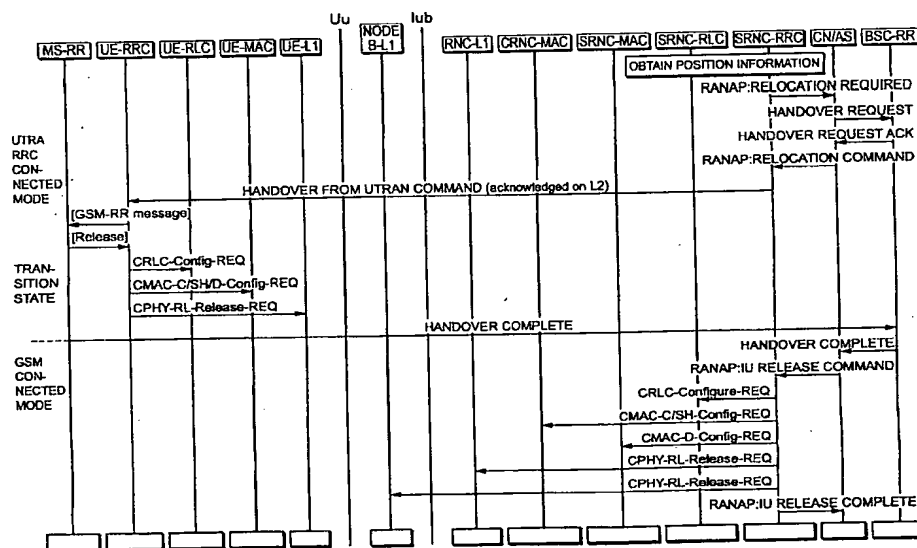 Uu
Iub
MS-RR
UE-RRC
UE-RLC
UE-MAC
UE-L1
NODE
B-L1
RNC-L1
CRNC-MAC
SRNC-MAC
SRNC-RLC
SRNC-RRC
CN/AS
BSC-RR
OBTAIN POSITION INFORMATION
RANAP:RELOCATION REQUIRED
HANDOVER REQUEST
HANDOVER REQUEST ACK
RANAP:RELOCATION COMMAND
UTRA
RRC
CON-
NECTED
MODE
HANDOVER FROM UTRAN COMMAND (acknowledged on L2)
[GSM-RR message]
[Release]
TRAN-
SITION
STATE
CRLC-Config-REQ
CMAC-C/SH/D-Config-REQ
CPHY-RL-Release-REQ
HANDOVER COMPLETE
HANDOVER COMPLETE
GSM
CON-
NECTED
MODE
RANAP:IU RELEASE COMMAND
CRLC-Configure-REQ
CMAC-C/SH-Config-REQ
CMAC-D-Config-REQ
CPHY-RL-Release-REQ
CPHY-RL-Release-REQ
RANAP:IU RELEASE COMPLETE